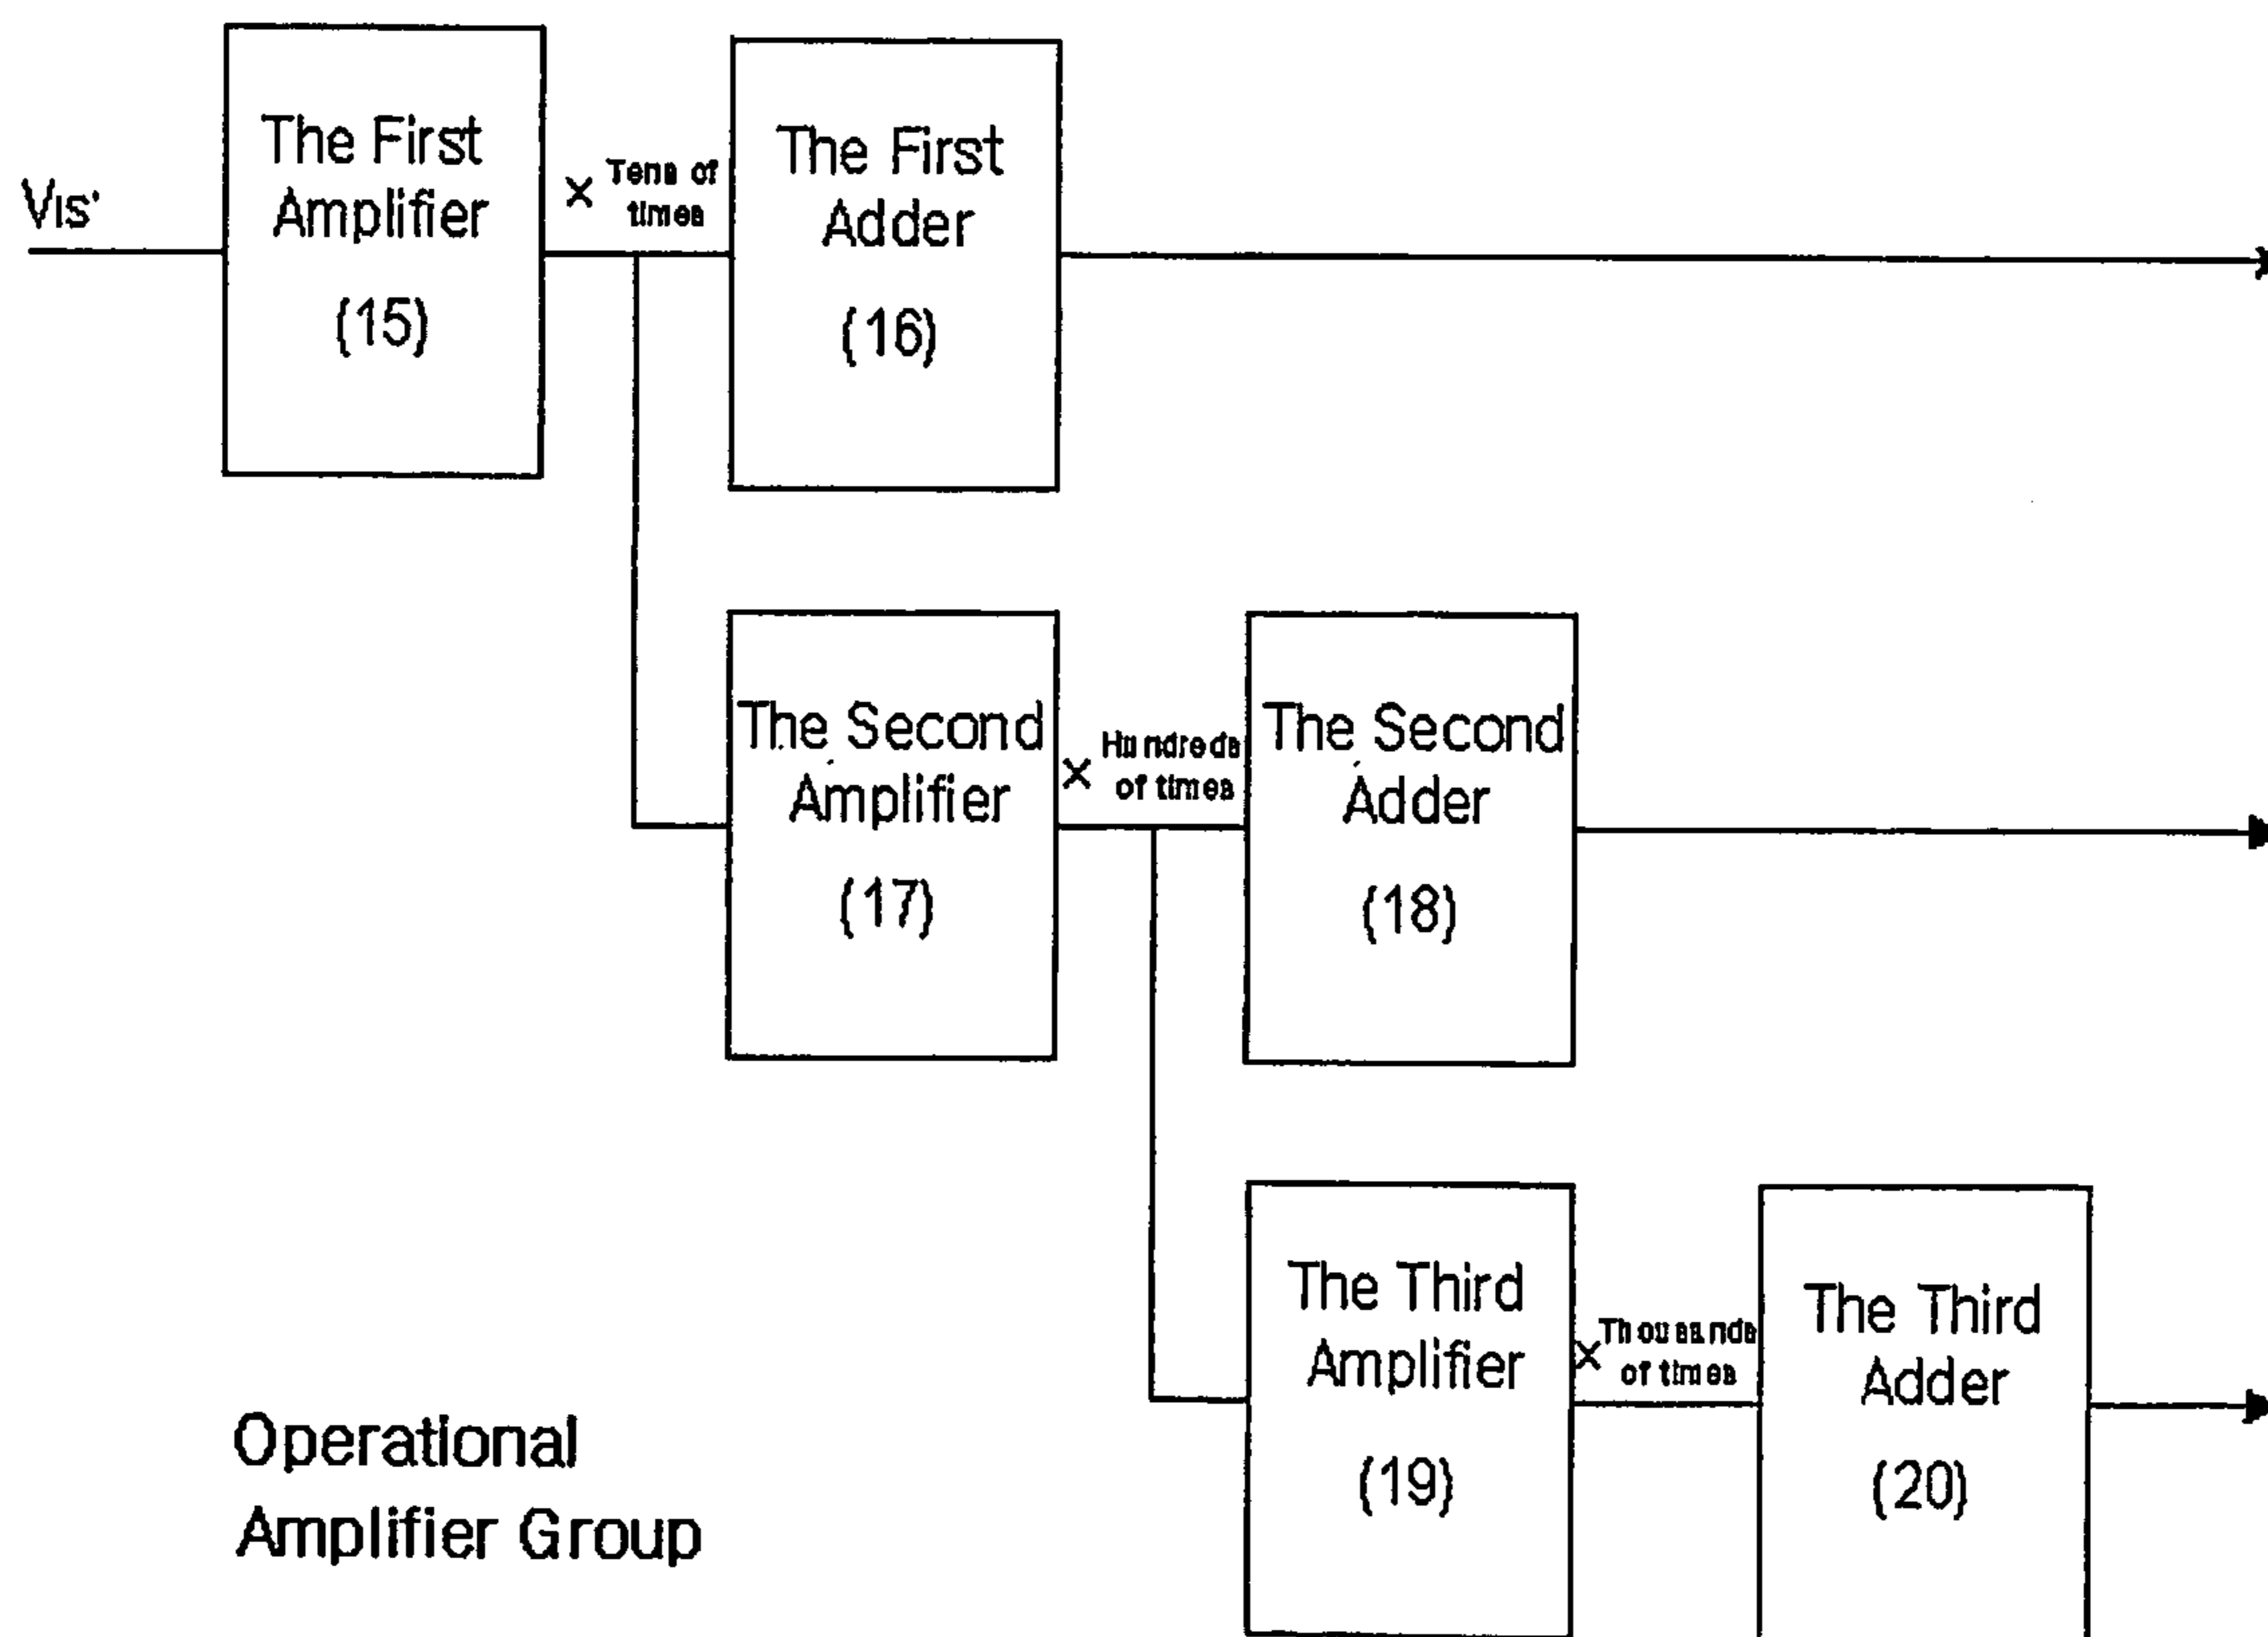 VIS'
The First
Amplifier
(15)
× Tens of
times
The First
Adder
(16)
The Second
Amplifier
(17)
× Hundreds
of times
The Second
Adder
(18)
The Third
Amplifier
(19)
× Thousands
of times
The Third
Adder
(20)
Operational
Amplifier Group